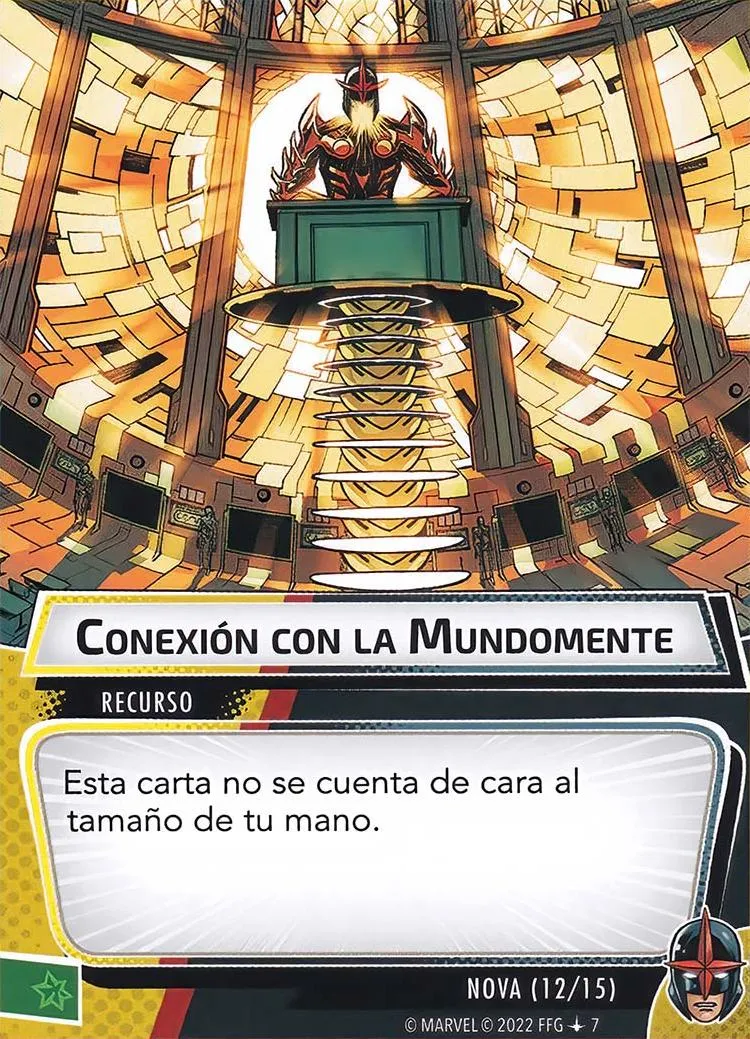 Conexión con la Mundomente
RECURSO
Esta carta no se cuenta de cara al
tamaño de tu mano.
NOVA (12/15)
© MARVEL © 2022 FFG 7